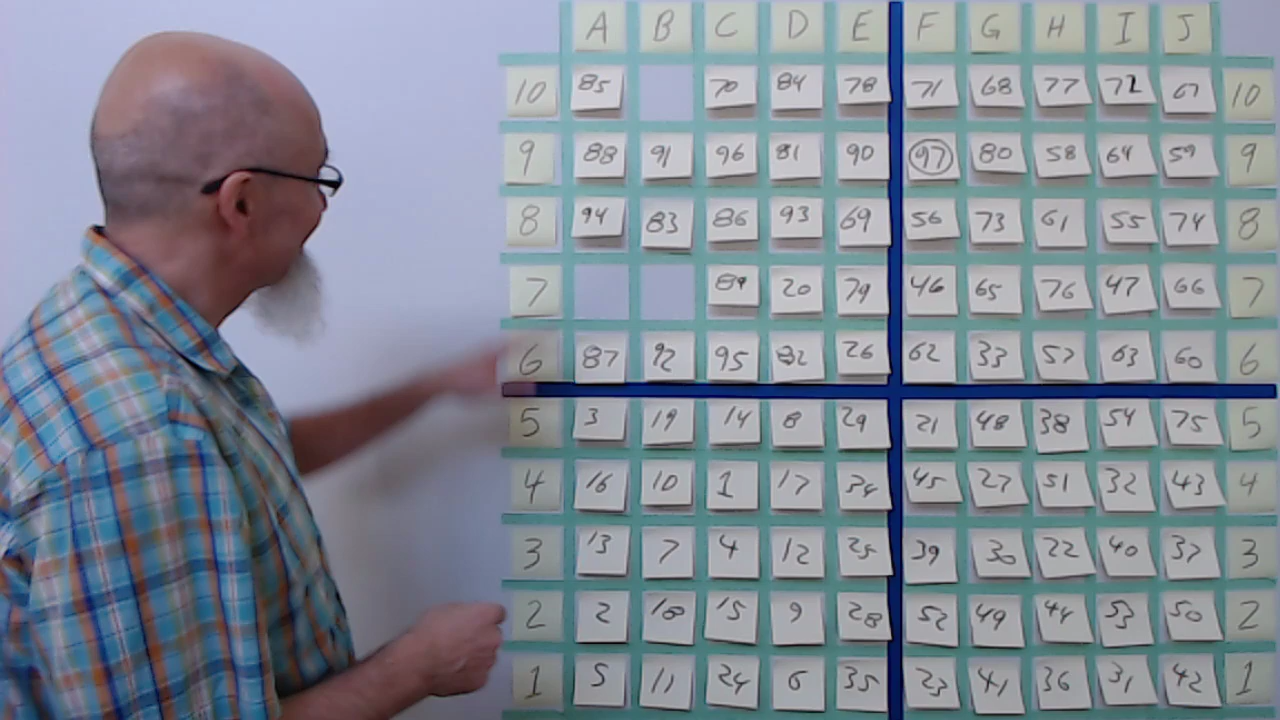 A B C D E F G H I J
10 85 70 84 78 71 68 77 72 67 10
9 88 91 96 81 90 97 80 58 64 59 9
8 94 83 86 93 69 56 73 61 55 74 8
7 89 20 79 46 65 76 47 66 7
6 87 92 95 82 26 62 33 57 63 60 6
5 3 19 14 8 29 21 48 38 54 75 5
4 16 10 1 17 34 45 27 51 32 43 4
3 13 7 4 12 25 39 30 22 40 37 3
2 2 18 15 9 28 52 49 44 53 50 2
1 5 11 24 6 35 23 41 36 31 42 1